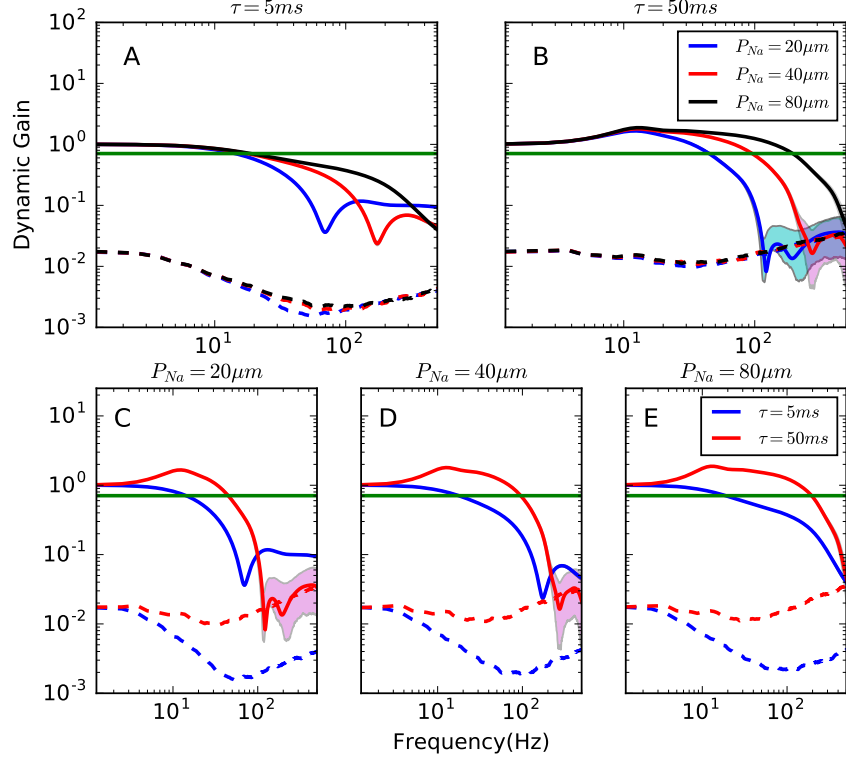 τ = 5ms
τ = 50ms
A
B
P_Na = 20μm
P_Na = 40μm
P_Na = 80μm
Dynamic Gain
10^2
10^1
10^0
10^-1
10^-2
10^-3
10^1
10^2
10^1
10^2
P_Na = 20μm
P_Na = 40μm
P_Na = 80μm
C
D
E
τ = 5ms
τ = 50ms
10^1
10^0
10^-1
10^-2
10^-3
10^1
10^2
10^1
10^2
10^1
10^2
Frequency(Hz)